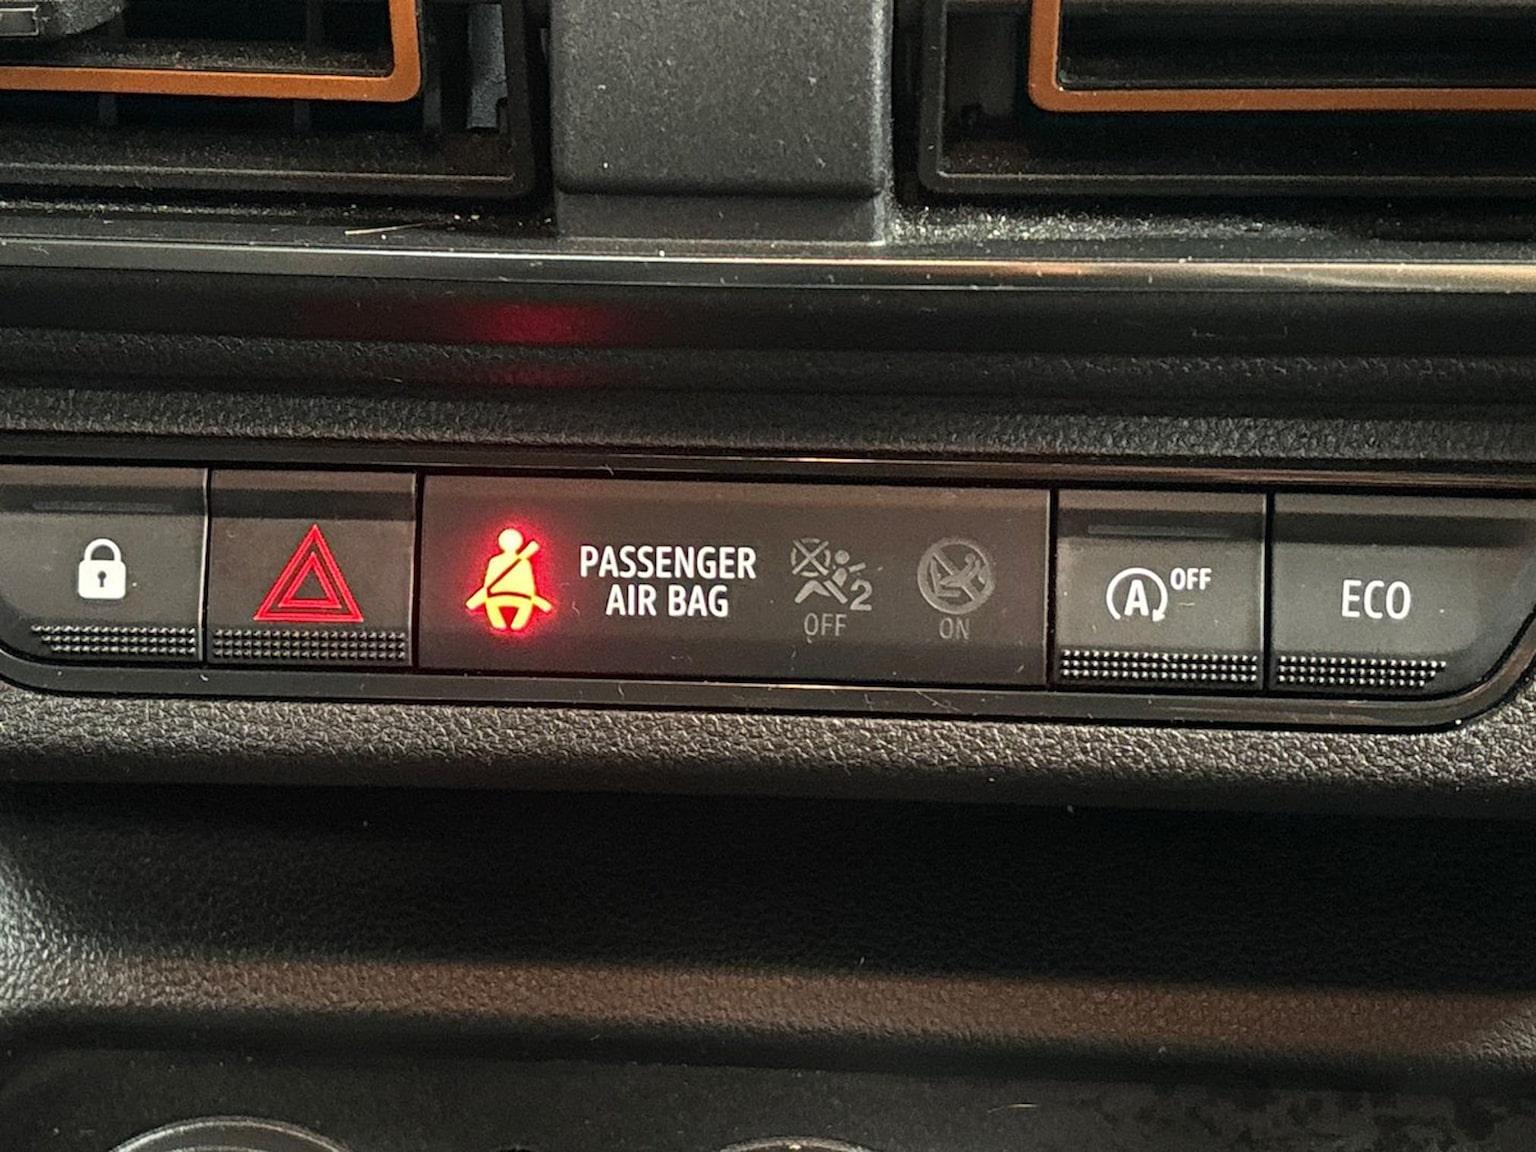 PASSENGER
AIR BAG
2
OFF
ON
A OFF
ECO